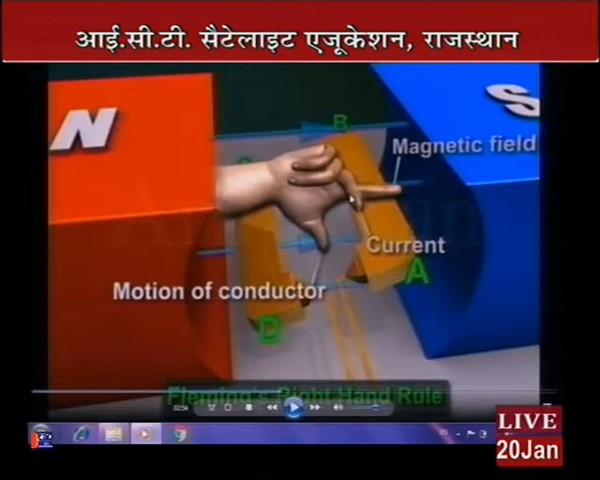 आई.सी.टी. सैटेलाइट एजूकेशन, राजस्थान
N
S
B
Magnetic field
Current
A
Motion of conductor
D
Fleming's Right Hand Rule
LIVE
20Jan